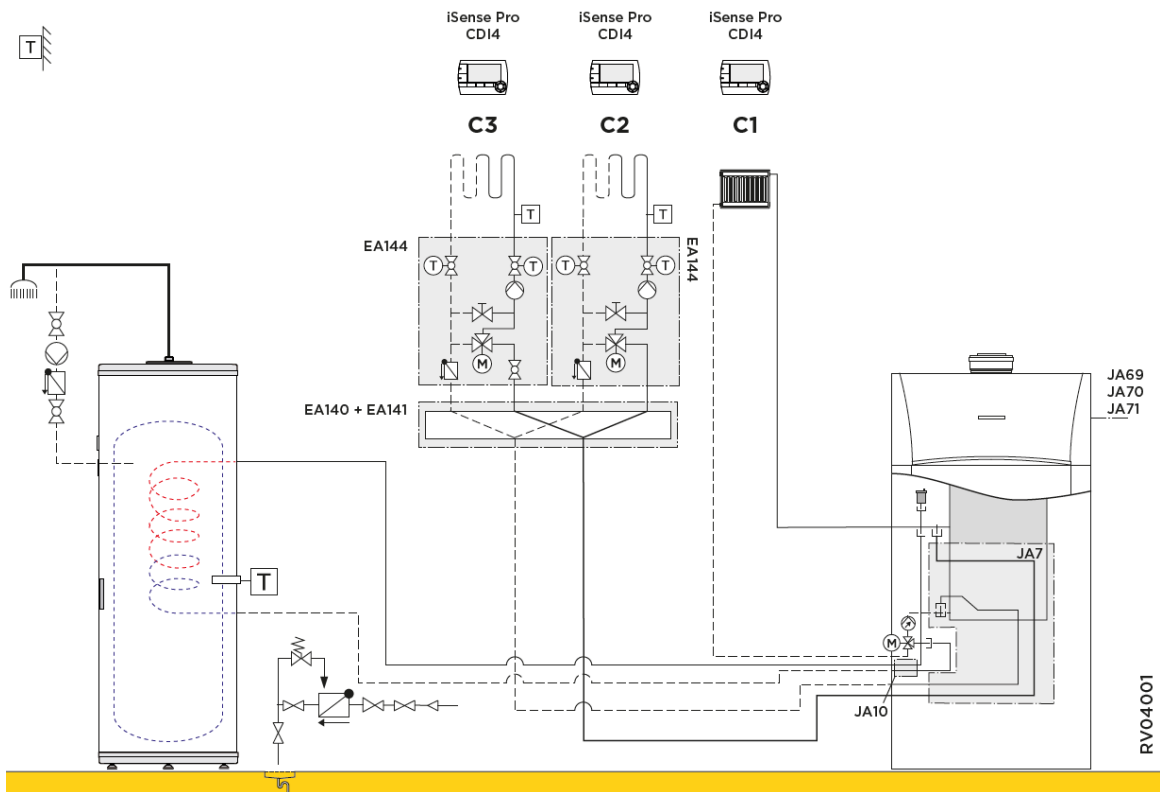 iSense Pro
CDI4
iSense Pro
CDI4
iSense Pro
CDI4
T
C3
C2
C1
T
T
EA144
EA144
T
T
T
T
M
M
EA140 + EA141
JA69
JA70
JA71
JA7
T
M
JA10
RV04001